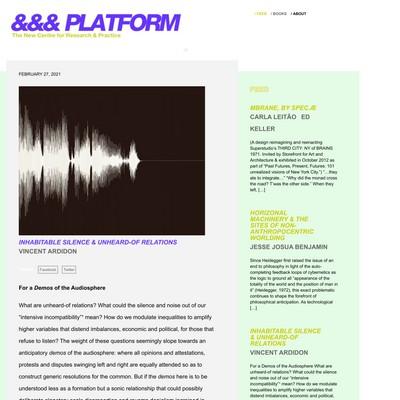 &&& PLATFORM
The New Centre for Research & Practice
/ FEED / BOOKS / ABOUT
FEBRUARY 27, 2021
INHABITABLE SILENCE & UNHEARD-OF RELATIONS
VINCENT ARDIDON
Facebook Twitter
For a Demos of the Audiosphere
What are unheard-of relations? What could the silence and noise out of our
"intensive incompatibility"* mean? How do we modulate inequalities to amplify
higher variables that distend imbalances, economic and political, for those that
refuse to listen? The weight of these questions seemingly stops towards an
anticipatory demos of the audiosphere: where all opinions and attestations,
protests and disputes swinging left and right are equally attended so as to
construct generic resolutions for the common. But if the demos here is to be
understood less as a formation but a sonic relationality that could possibly
FEED
MBRANE, BY SPECÆ
CARLA LEITÃO ED
KELLER
(A design reimagining and reenacting
Superstudio's THIRD CITY: NY of BRAINS
1971. Invited by Storefront for Art and
Architecture & exhibited in October 2012 as
part of "Past Futures, Present, Futures: 101
unrealized visions of New York City.") "…they
ate to integrate…" "Why did the monad cross
the road? T'was the other side." When they
left, […]
HORIZONAL
MACHINERY & THE
SITES OF NON-
ANTHROPOCENTRIC
WORLDING
JESSE JOSUA BENJAMIN
Since Heidegger first raised the issue of an
end to philosophy in light of the auto-
completing feedback loops of cybernetics as
the logic to ground all "appearance of the
totality of the world and the position of man in
it" (Heidegger, 1972), this exact problematic
continues to shape the forefront of
philosophical anticipation. As technological
[…]
INHABITABLE SILENCE
& UNHEARD-OF
RELATIONS
VINCENT ARDIDON
For a Demos of the Audiosphere What are
unheard-of relations? What could the silence
and noise out of our "intensive
incompatibility"* mean? How do we modulate
inequalities to amplify higher variables that
distend imbalances, economic and political,